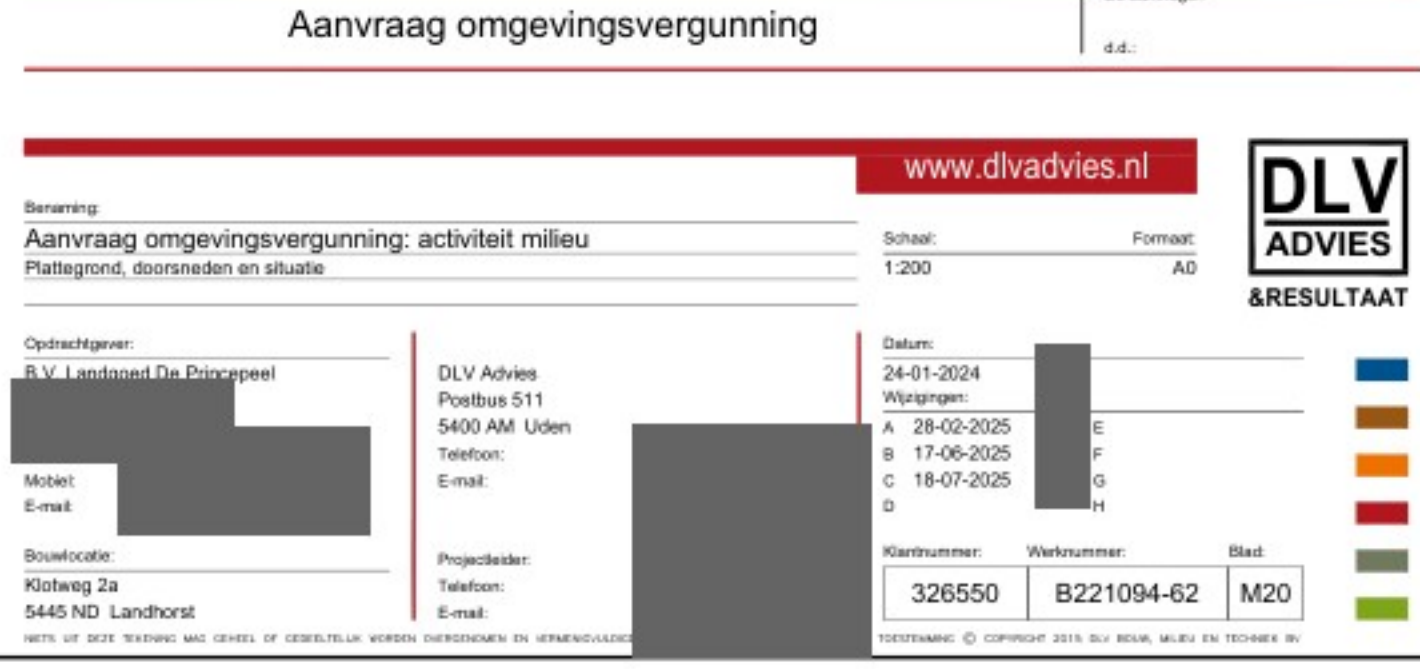 Aanvraag omgevingsvergunning
d.d.:
www.dlvadvies.nl
DLV
ADVIES
&RESULTAAT
Benaming:
Aanvraag omgevingsvergunning: activiteit milieu
Plattegrond, doorsneden en situatie
Schaal:
Formaat:
1:200
A0
Opdrachtgever:
B.V. Landgoed De Princepeel
Mobiel:
E-mail:
Bouwlocatie:
Klotweg 2a
5445 ND Landhorst
DLV Advies
Postbus 511
5400 AM Uden
Telefoon:
E-mail:
Projectleider:
Telefoon:
E-mail:
Datum:
24-01-2024
Wijzigingen:
A 28-02-2025 E
B 17-06-2025 F
C 18-07-2025 G
D H
Klantnummer: Werknummer: Blad:
326550 B221094-62 M20
NIETS UIT DEZE TEKENING MAG GEHEEL OF GEDEELTELIJK WORDEN OVERGENOMEN EN TOESTEMMING © COPYRIGHT 2015 DLV BOUW, MILIEU EN TECHNIEK BV